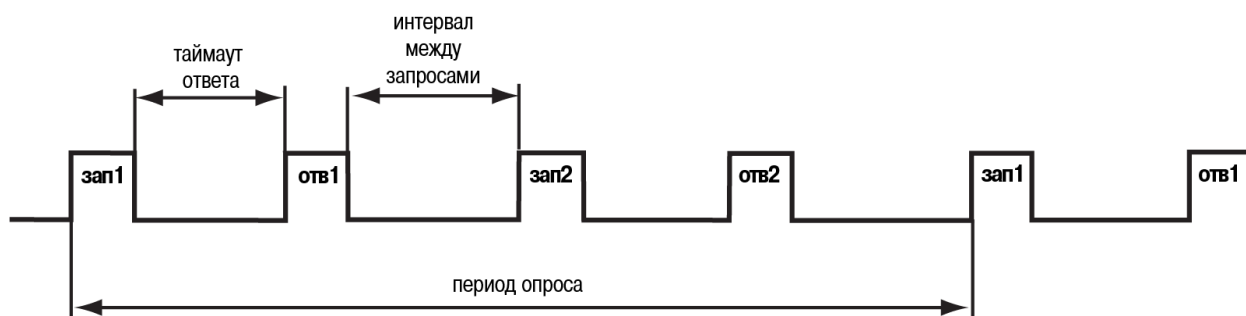 таймаут
ответа
интервал
между
запросами
зап1
отв1
зап2
отв2
зап1
отв1
период опроса